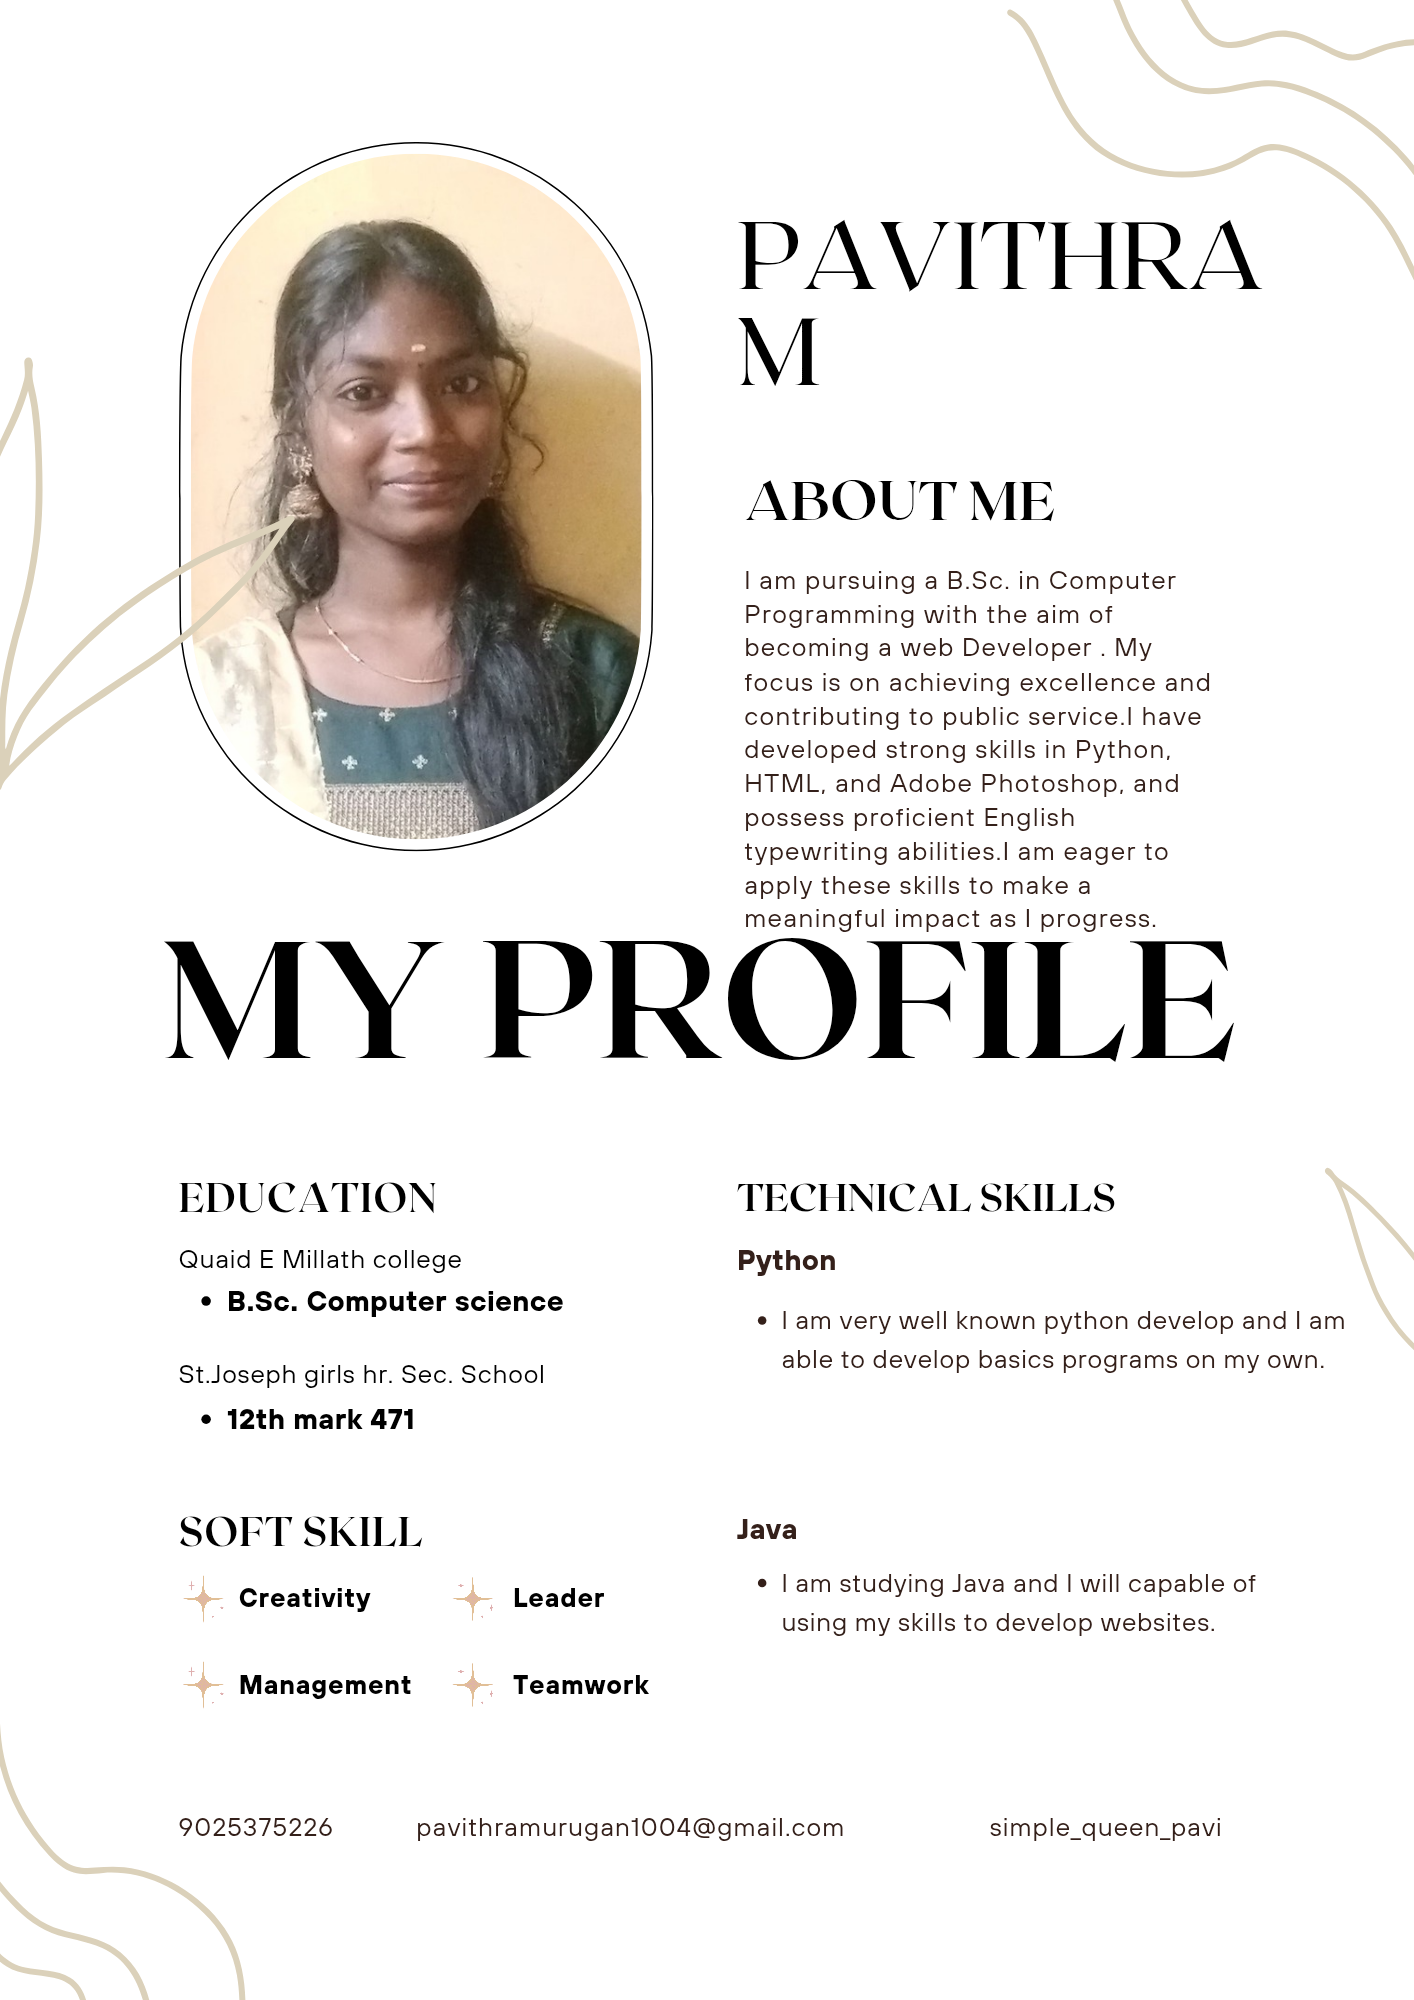 PAVITHRA
M
ABOUT ME
I am pursuing a B.Sc. in Computer
Programming with the aim of
becoming a web Developer . My
focus is on achieving excellence and
contributing to public service.I have
developed strong skills in Python,
HTML, and Adobe Photoshop, and
possess proficient English
typewriting abilities.I am eager to
apply these skills to make a
meaningful impact as I progress.
MY PROFILE
EDUCATION
Quaid E Millath college
• B.Sc. Computer science
St.Joseph girls hr. Sec. School
• 12th mark 471
SOFT SKILL
Creativity
Leader
Management
Teamwork
TECHNICAL SKILLS
Python
• I am very well known python develop and I am
able to develop basics programs on my own.
Java
• I am studying Java and I will capable of
using my skills to develop websites.
9025375226
pavithramurugan1004@gmail.com
simple_queen_pavi